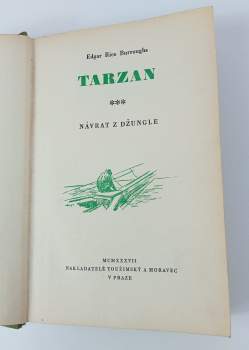 Edgar Rice Burroughs
TARZAN
***
NÁVRAT Z DŽUNGLE
MCMXXXVII
NAKLADATELÉ TOUŽIMSKÝ A MORAVEC
V PRAZE